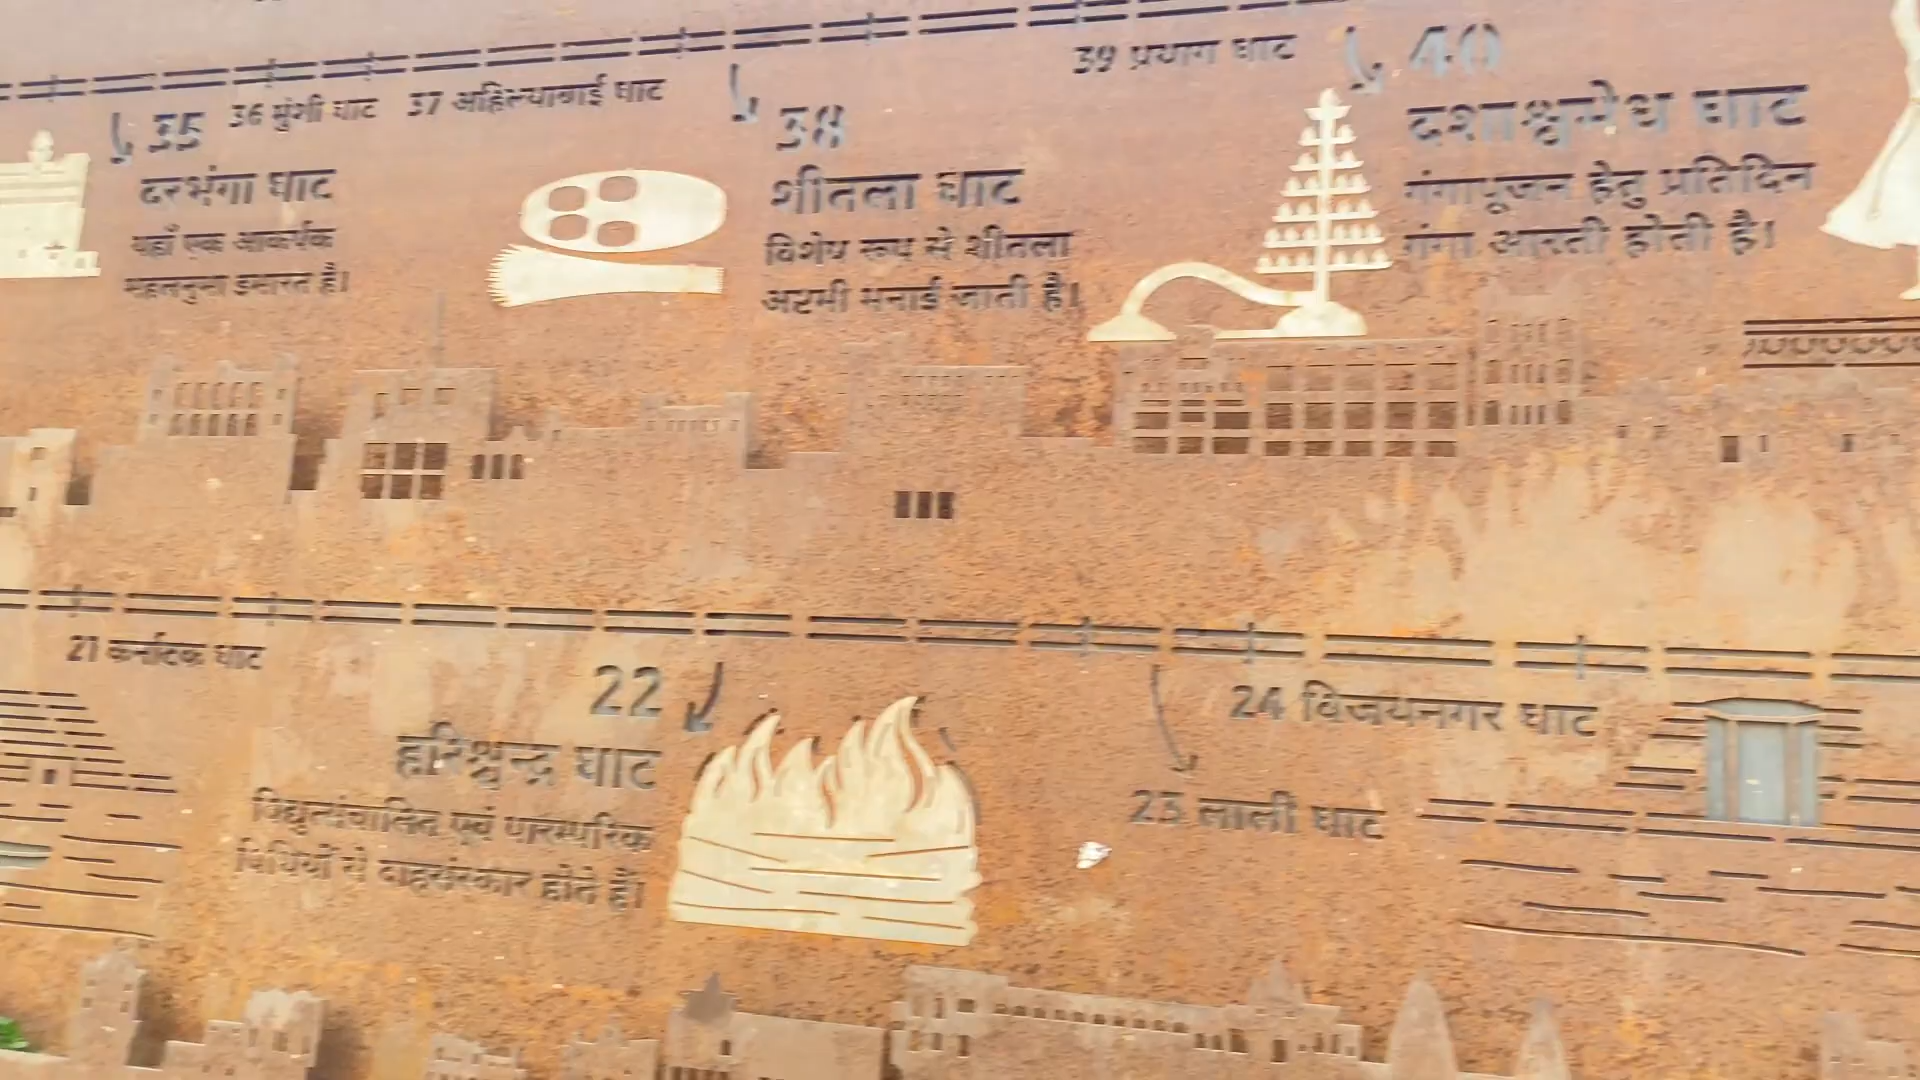 35
36 मुंशी घाट
37 अहिल्याबाई घाट
दरभंगा घाट
यहाँ एक आकर्षक
महलनुमा इमारत है।
38
शीतला घाट
विशेष रूप से शीतला
अष्टमी मनाई जाती है।
39 प्रयाग घाट
40
दशाश्वमेध घाट
गंगापूजन हेतु प्रतिदिन
गंगा आरती होती है।
21 कर्नाटक घाट
22
हरिश्चन्द्र घाट
विद्युत्संचालित एवं पारम्परिक
विधियों से दाहसंस्कार होते हैं।
24 विजयनगर घाट
23 लाली घाट